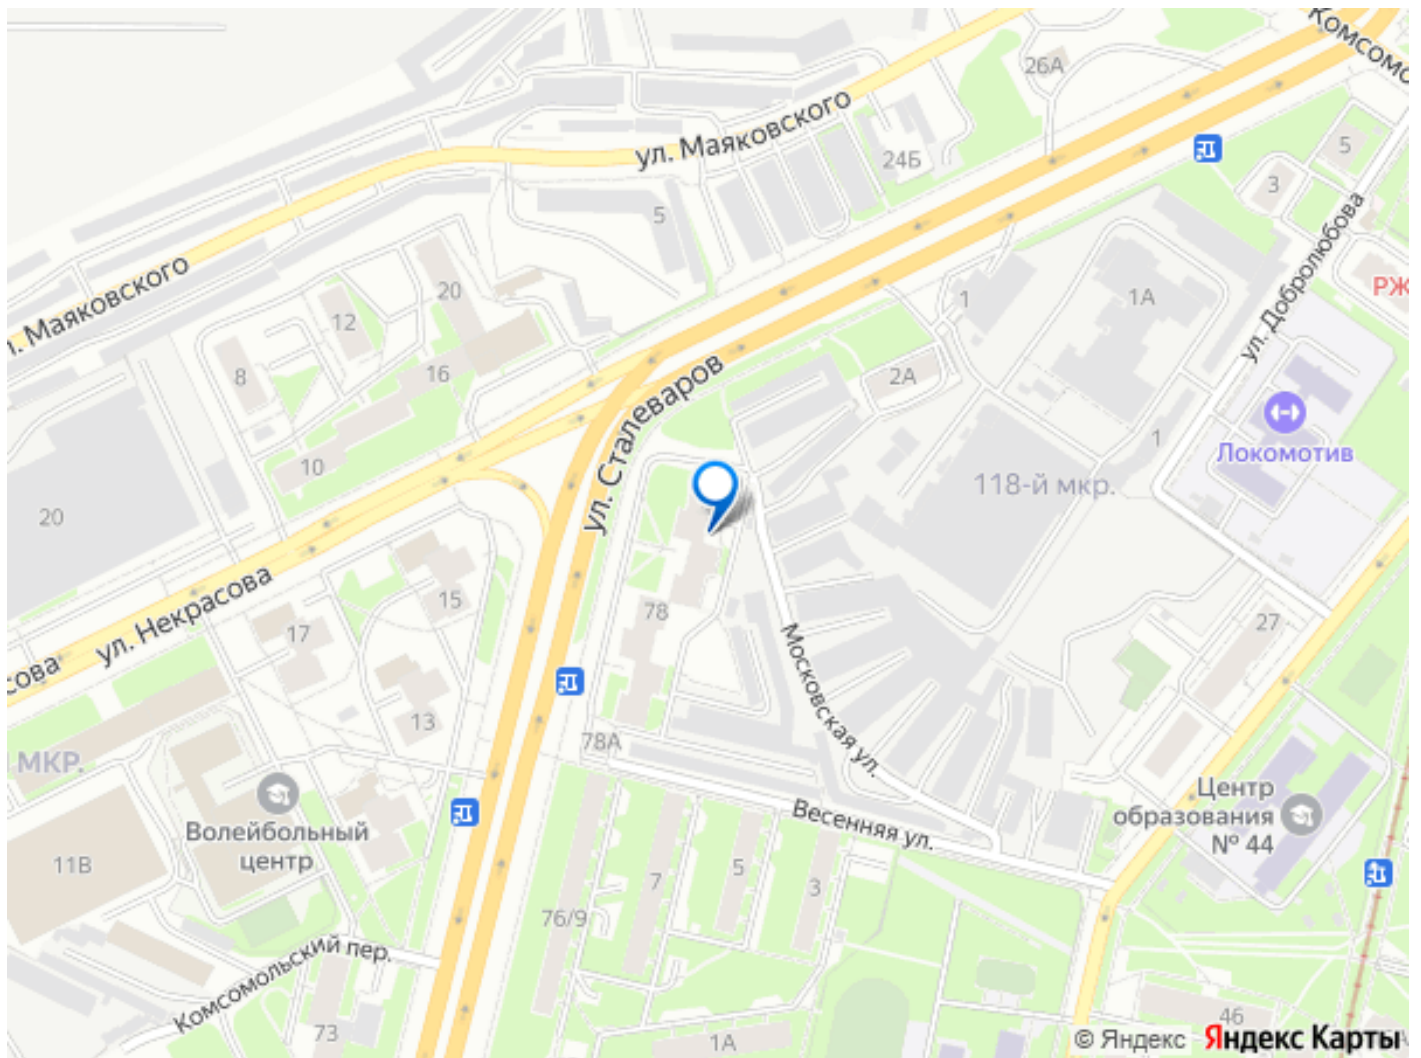 Комсомо
26А
ул. Маяковского
24Б
5
3
5
ул. Добролюбова
л. Маяковского
20
12
1
1А
РЖ
16
8
2А
ул. Сталеваров
Локомотив
1
10
118-й мкр.
20
ул. Некрасова
15
78
17
27
Московская ул.
сова
13
78А
МКР.
Центр
образования
№ 44
Весенняя ул.
Волейбольный
центр
11В
7
5
3
76/9
Комсомольский пер.
73
1А
46
© Яндекс Яндекс Карты